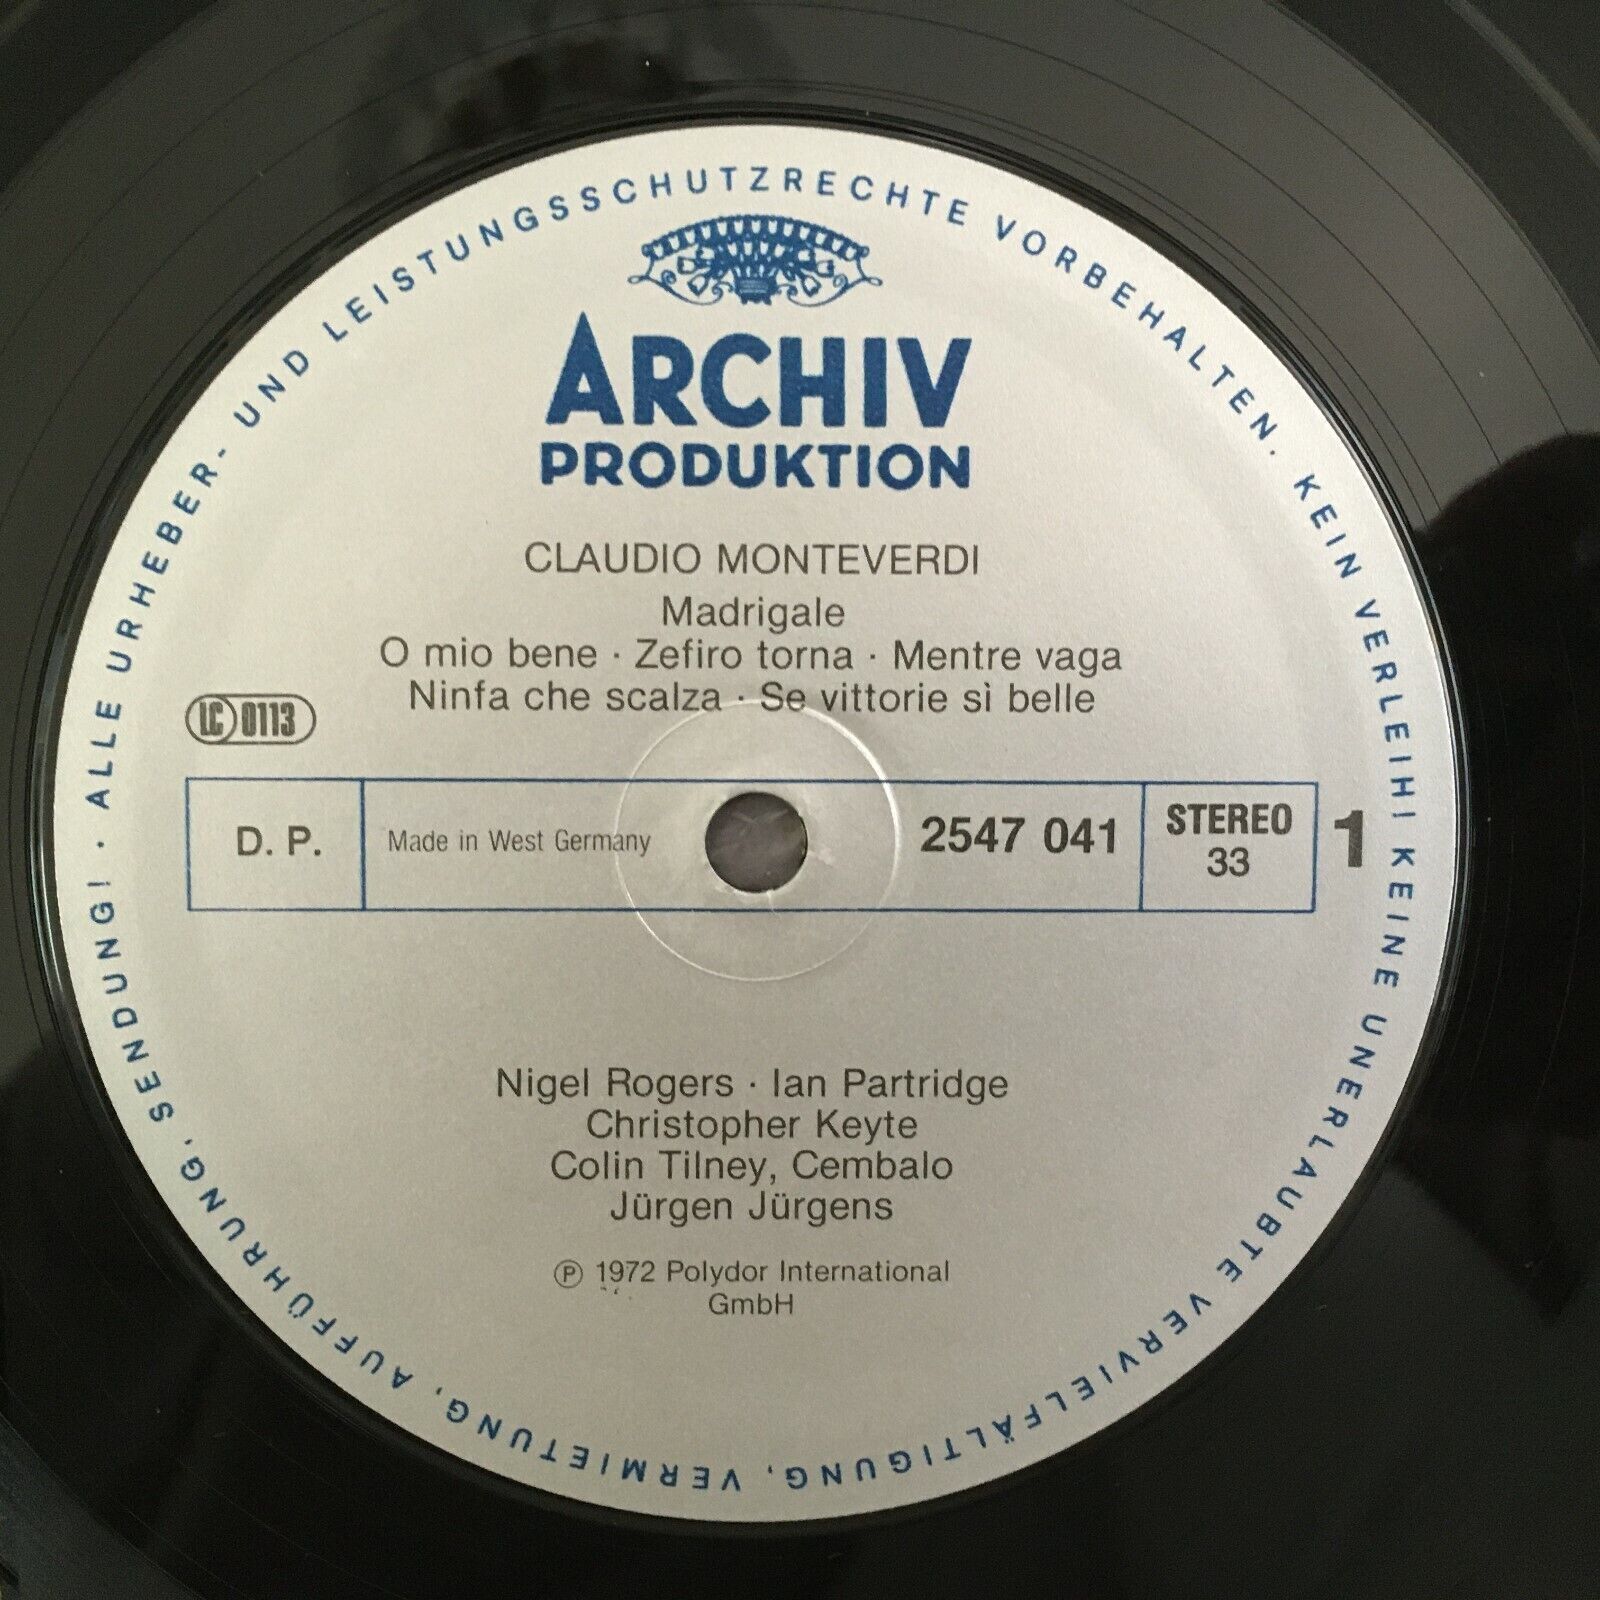 ALLE URHEBER- UND LEISTUNGSSCHUTZRECHTE VORBEHALTEN. KEIN VERLEIH! KEINE UNERLAUBTE VERVIELFÄLTIGUNG, VERMIETUNG, AUFFÜHRUNG, SENDUNG! ·
ARCHIV
PRODUKTION
CLAUDIO MONTEVERDI
Madrigale
O mio bene · Zefiro torna · Mentre vaga
Ninfa che scalza · Se vittorie sì belle
LC 0113
D. P.
Made in West Germany
2547 041
STEREO
33
1
Nigel Rogers · Ian Partridge
Christopher Keyte
Colin Tilney, Cembalo
Jürgen Jürgens
℗ 1972 Polydor International
GmbH